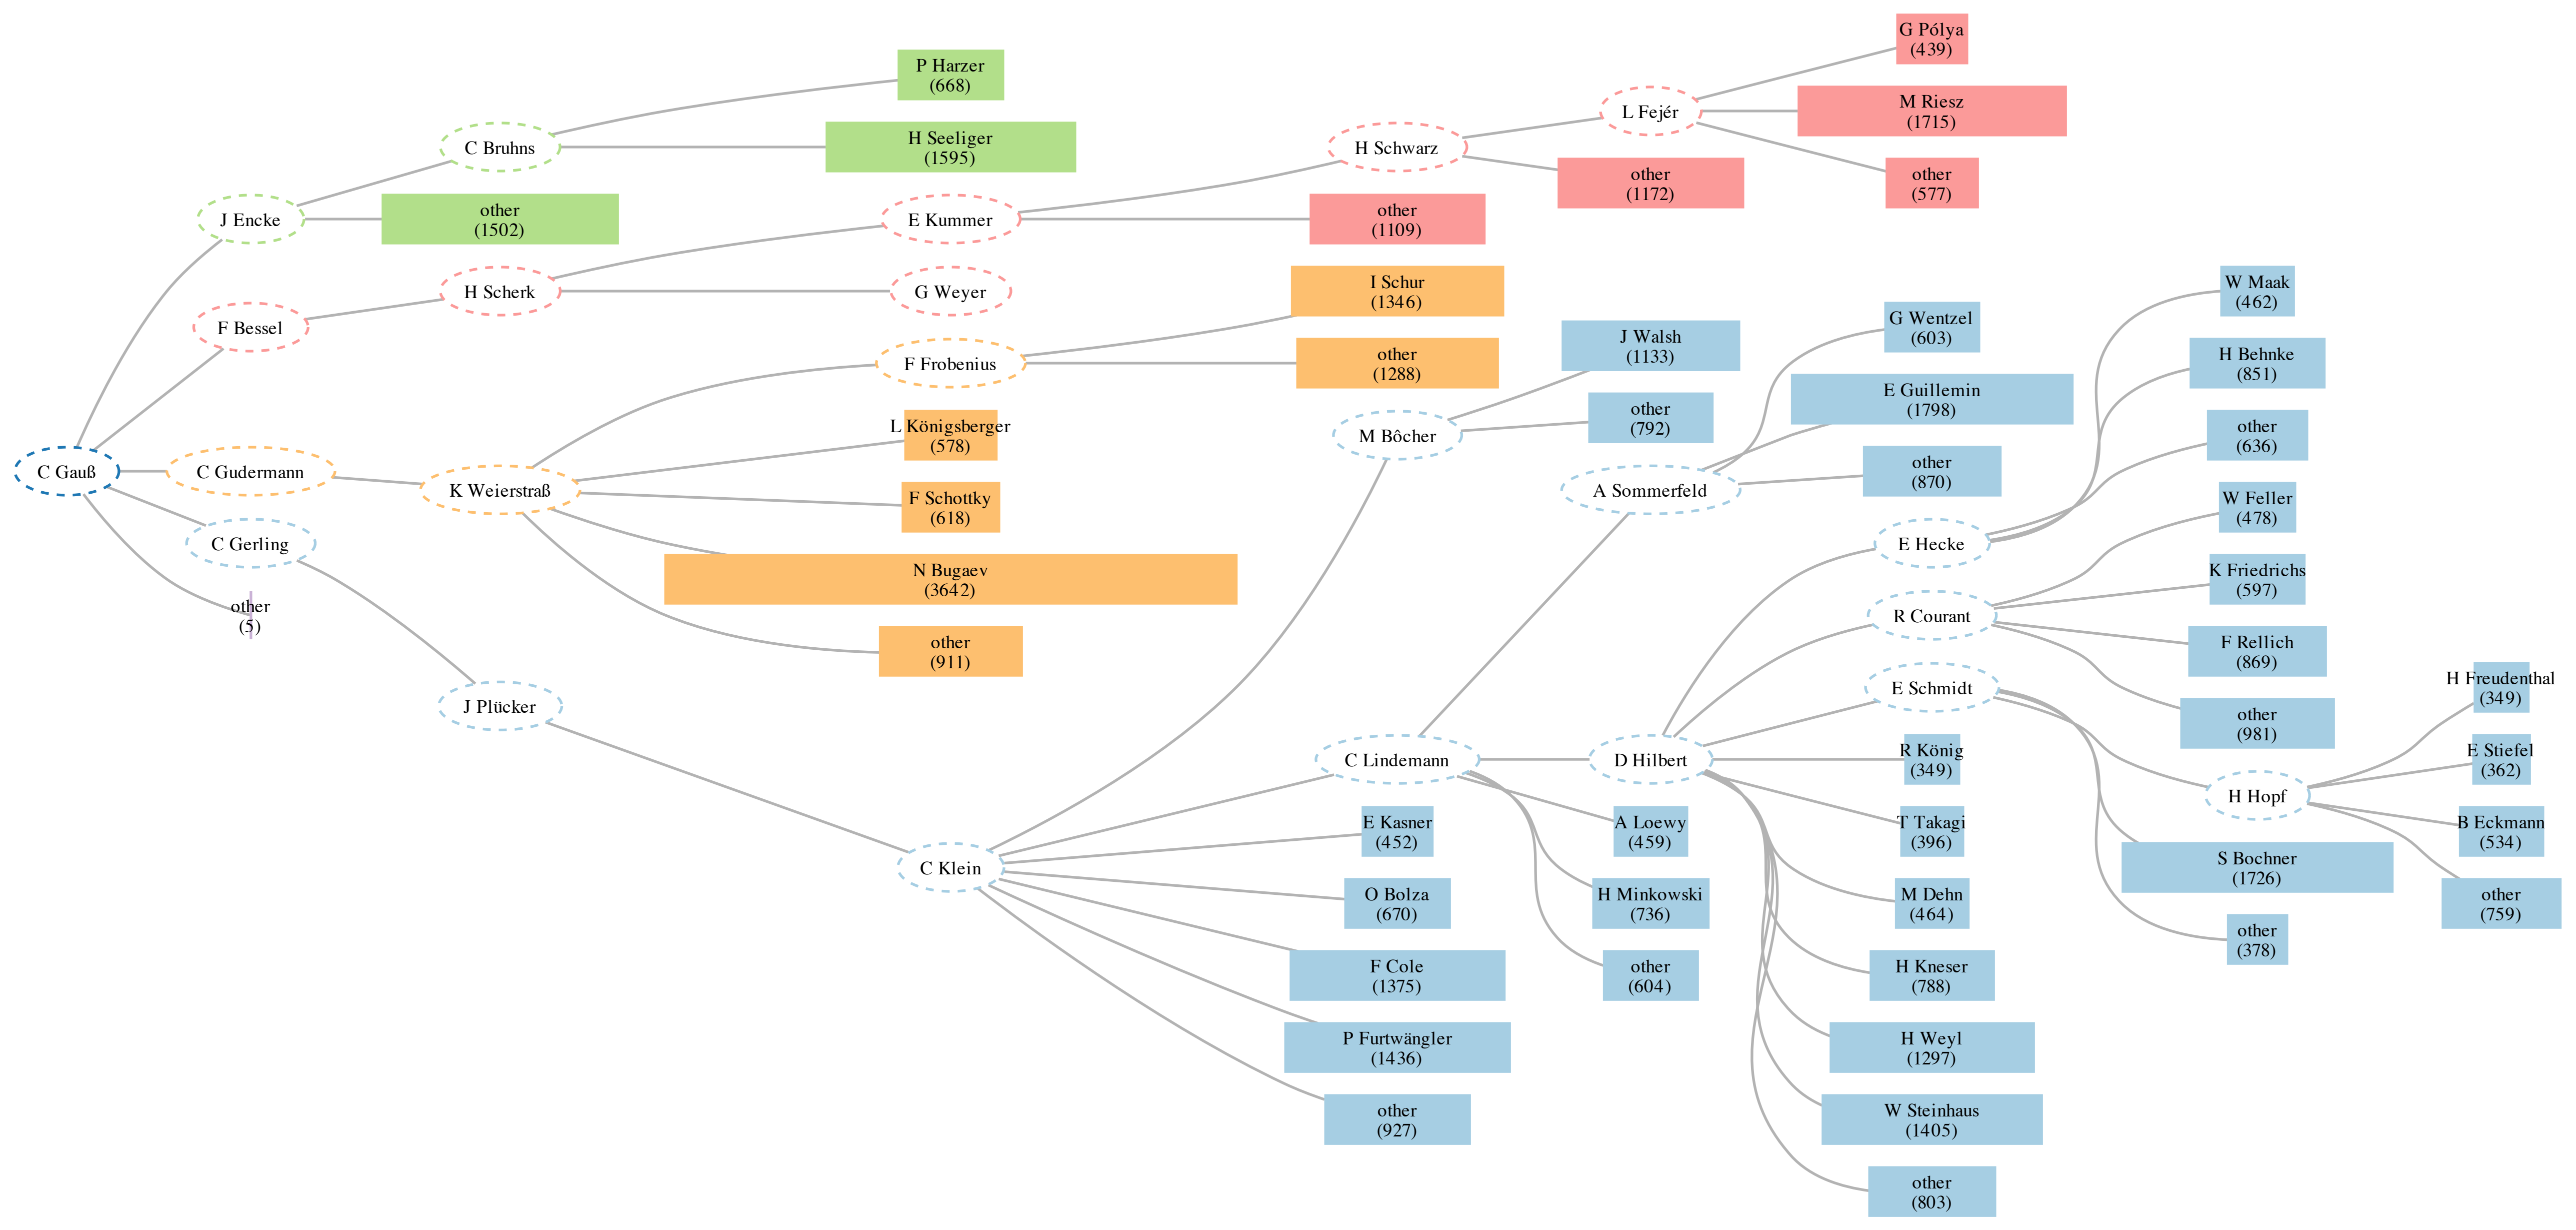 C Gauß
J Encke
F Bessel
C Gudermann
C Gerling
other
(5)
C Bruhns
other
(1502)
H Scherk
K Weierstraß
J Plücker
P Harzer
(668)
H Seeliger
(1595)
E Kummer
G Weyer
F Frobenius
L Königsberger
(578)
F Schottky
(618)
N Bugaev
(3642)
other
(911)
C Klein
H Schwarz
other
(1109)
I Schur
(1346)
other
(1288)
M Bôcher
C Lindemann
E Kasner
(452)
O Bolza
(670)
F Cole
(1375)
P Furtwängler
(1436)
other
(927)
L Fejér
other
(1172)
J Walsh
(1133)
other
(792)
A Sommerfeld
D Hilbert
A Loewy
(459)
H Minkowski
(736)
other
(604)
G Pólya
(439)
M Riesz
(1715)
other
(577)
G Wentzel
(603)
E Guillemin
(1798)
other
(870)
E Hecke
R Courant
E Schmidt
R König
(349)
T Takagi
(396)
M Dehn
(464)
H Kneser
(788)
H Weyl
(1297)
W Steinhaus
(1405)
other
(803)
W Maak
(462)
H Behnke
(851)
other
(636)
W Feller
(478)
K Friedrichs
(597)
F Rellich
(869)
other
(981)
H Hopf
S Bochner
(1726)
other
(378)
H Freudenthal
(349)
E Stiefel
(362)
B Eckmann
(534)
other
(759)